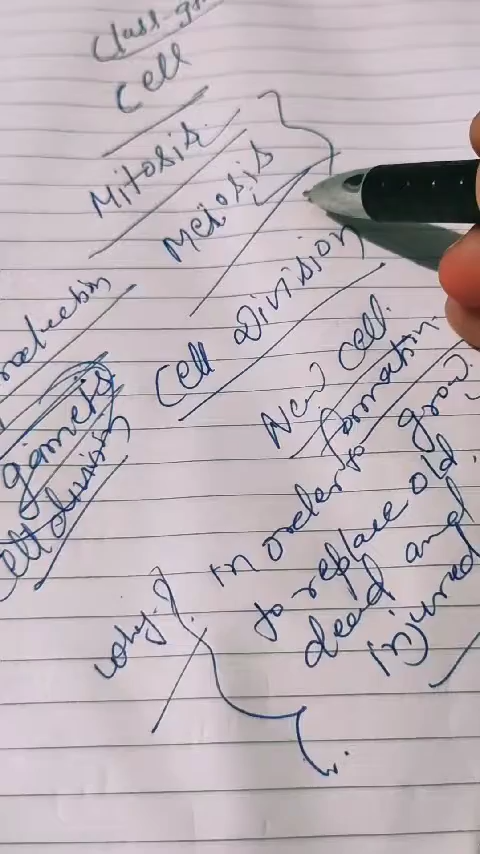 Class-
Cell
Mitosis
Meiosis
Cell Division
New Cell
formation.
gamets
Cell division
why?
In order to grow,
to replace old
dead and
injured